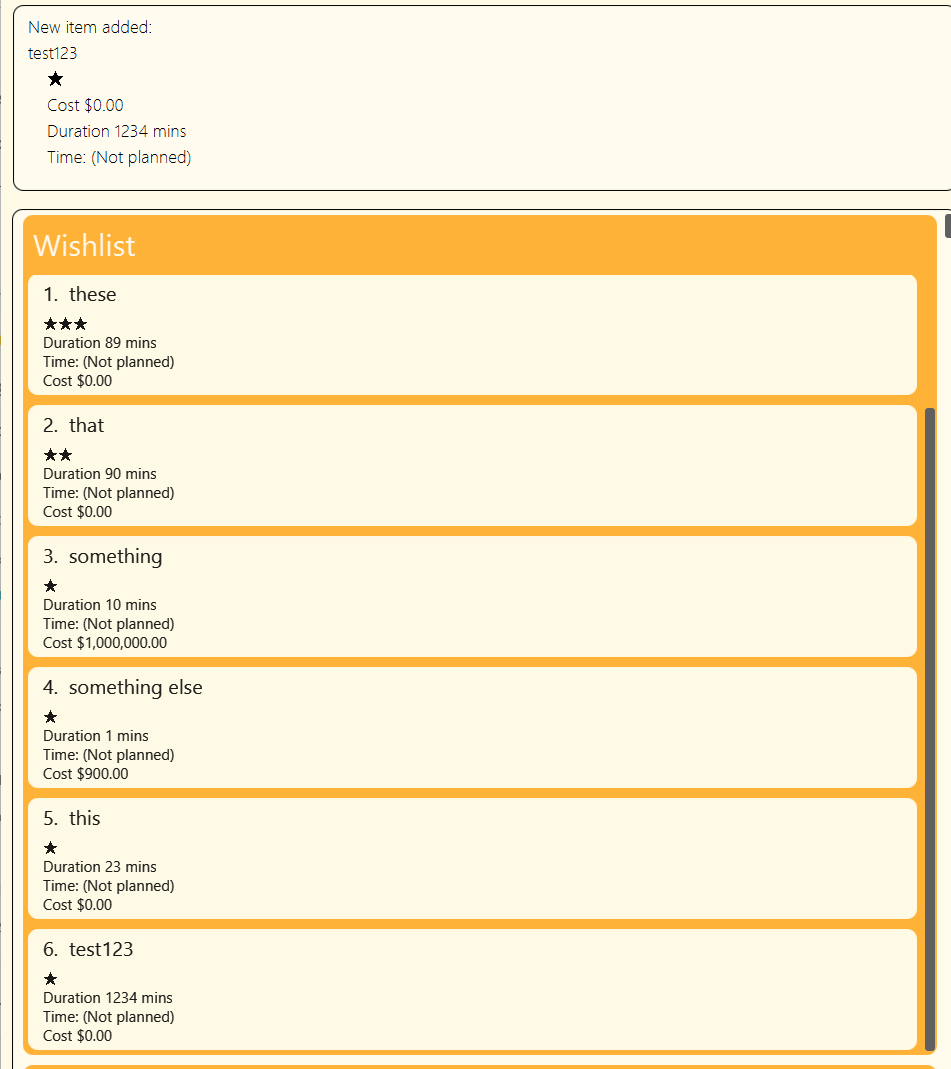 New item added:
test123
★
Cost $0.00
Duration 1234 mins
Time: (Not planned)
Wishlist
1. these
★★★
Duration 89 mins
Time: (Not planned)
Cost $0.00
2. that
★★
Duration 90 mins
Time: (Not planned)
Cost $0.00
3. something
★
Duration 10 mins
Time: (Not planned)
Cost $1,000,000.00
4. something else
★
Duration 1 mins
Time: (Not planned)
Cost $900.00
5. this
★
Duration 23 mins
Time: (Not planned)
Cost $0.00
6. test123
★
Duration 1234 mins
Time: (Not planned)
Cost $0.00